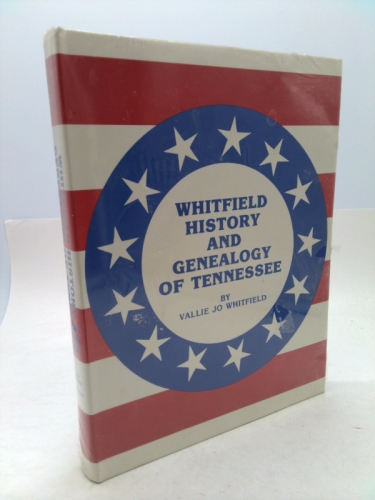 WHITFIELD
HISTORY
AND
GENEALOGY
OF TENNESSEE
BY
VALLIE JO WHITFIELD